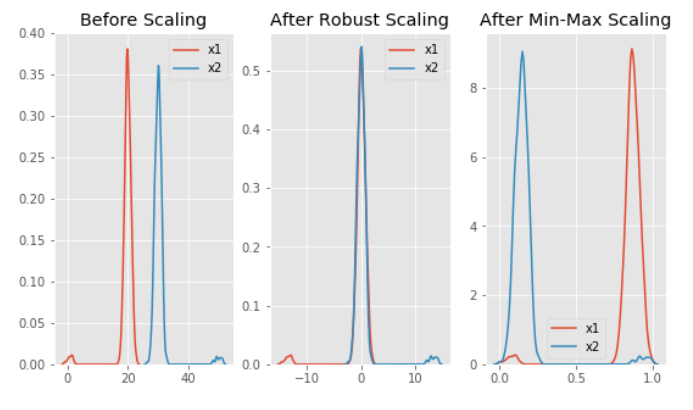 Before Scaling
0.40
0.35
0.30
0.25
0.20
0.15
0.10
0.05
0.00
0 20 40
x1
x2
After Robust Scaling
0.5
0.4
0.3
0.2
0.1
0.0
−10 0 10
x1
x2
After Min-Max Scaling
8
6
4
2
0
0.0 0.5 1.0
x1
x2